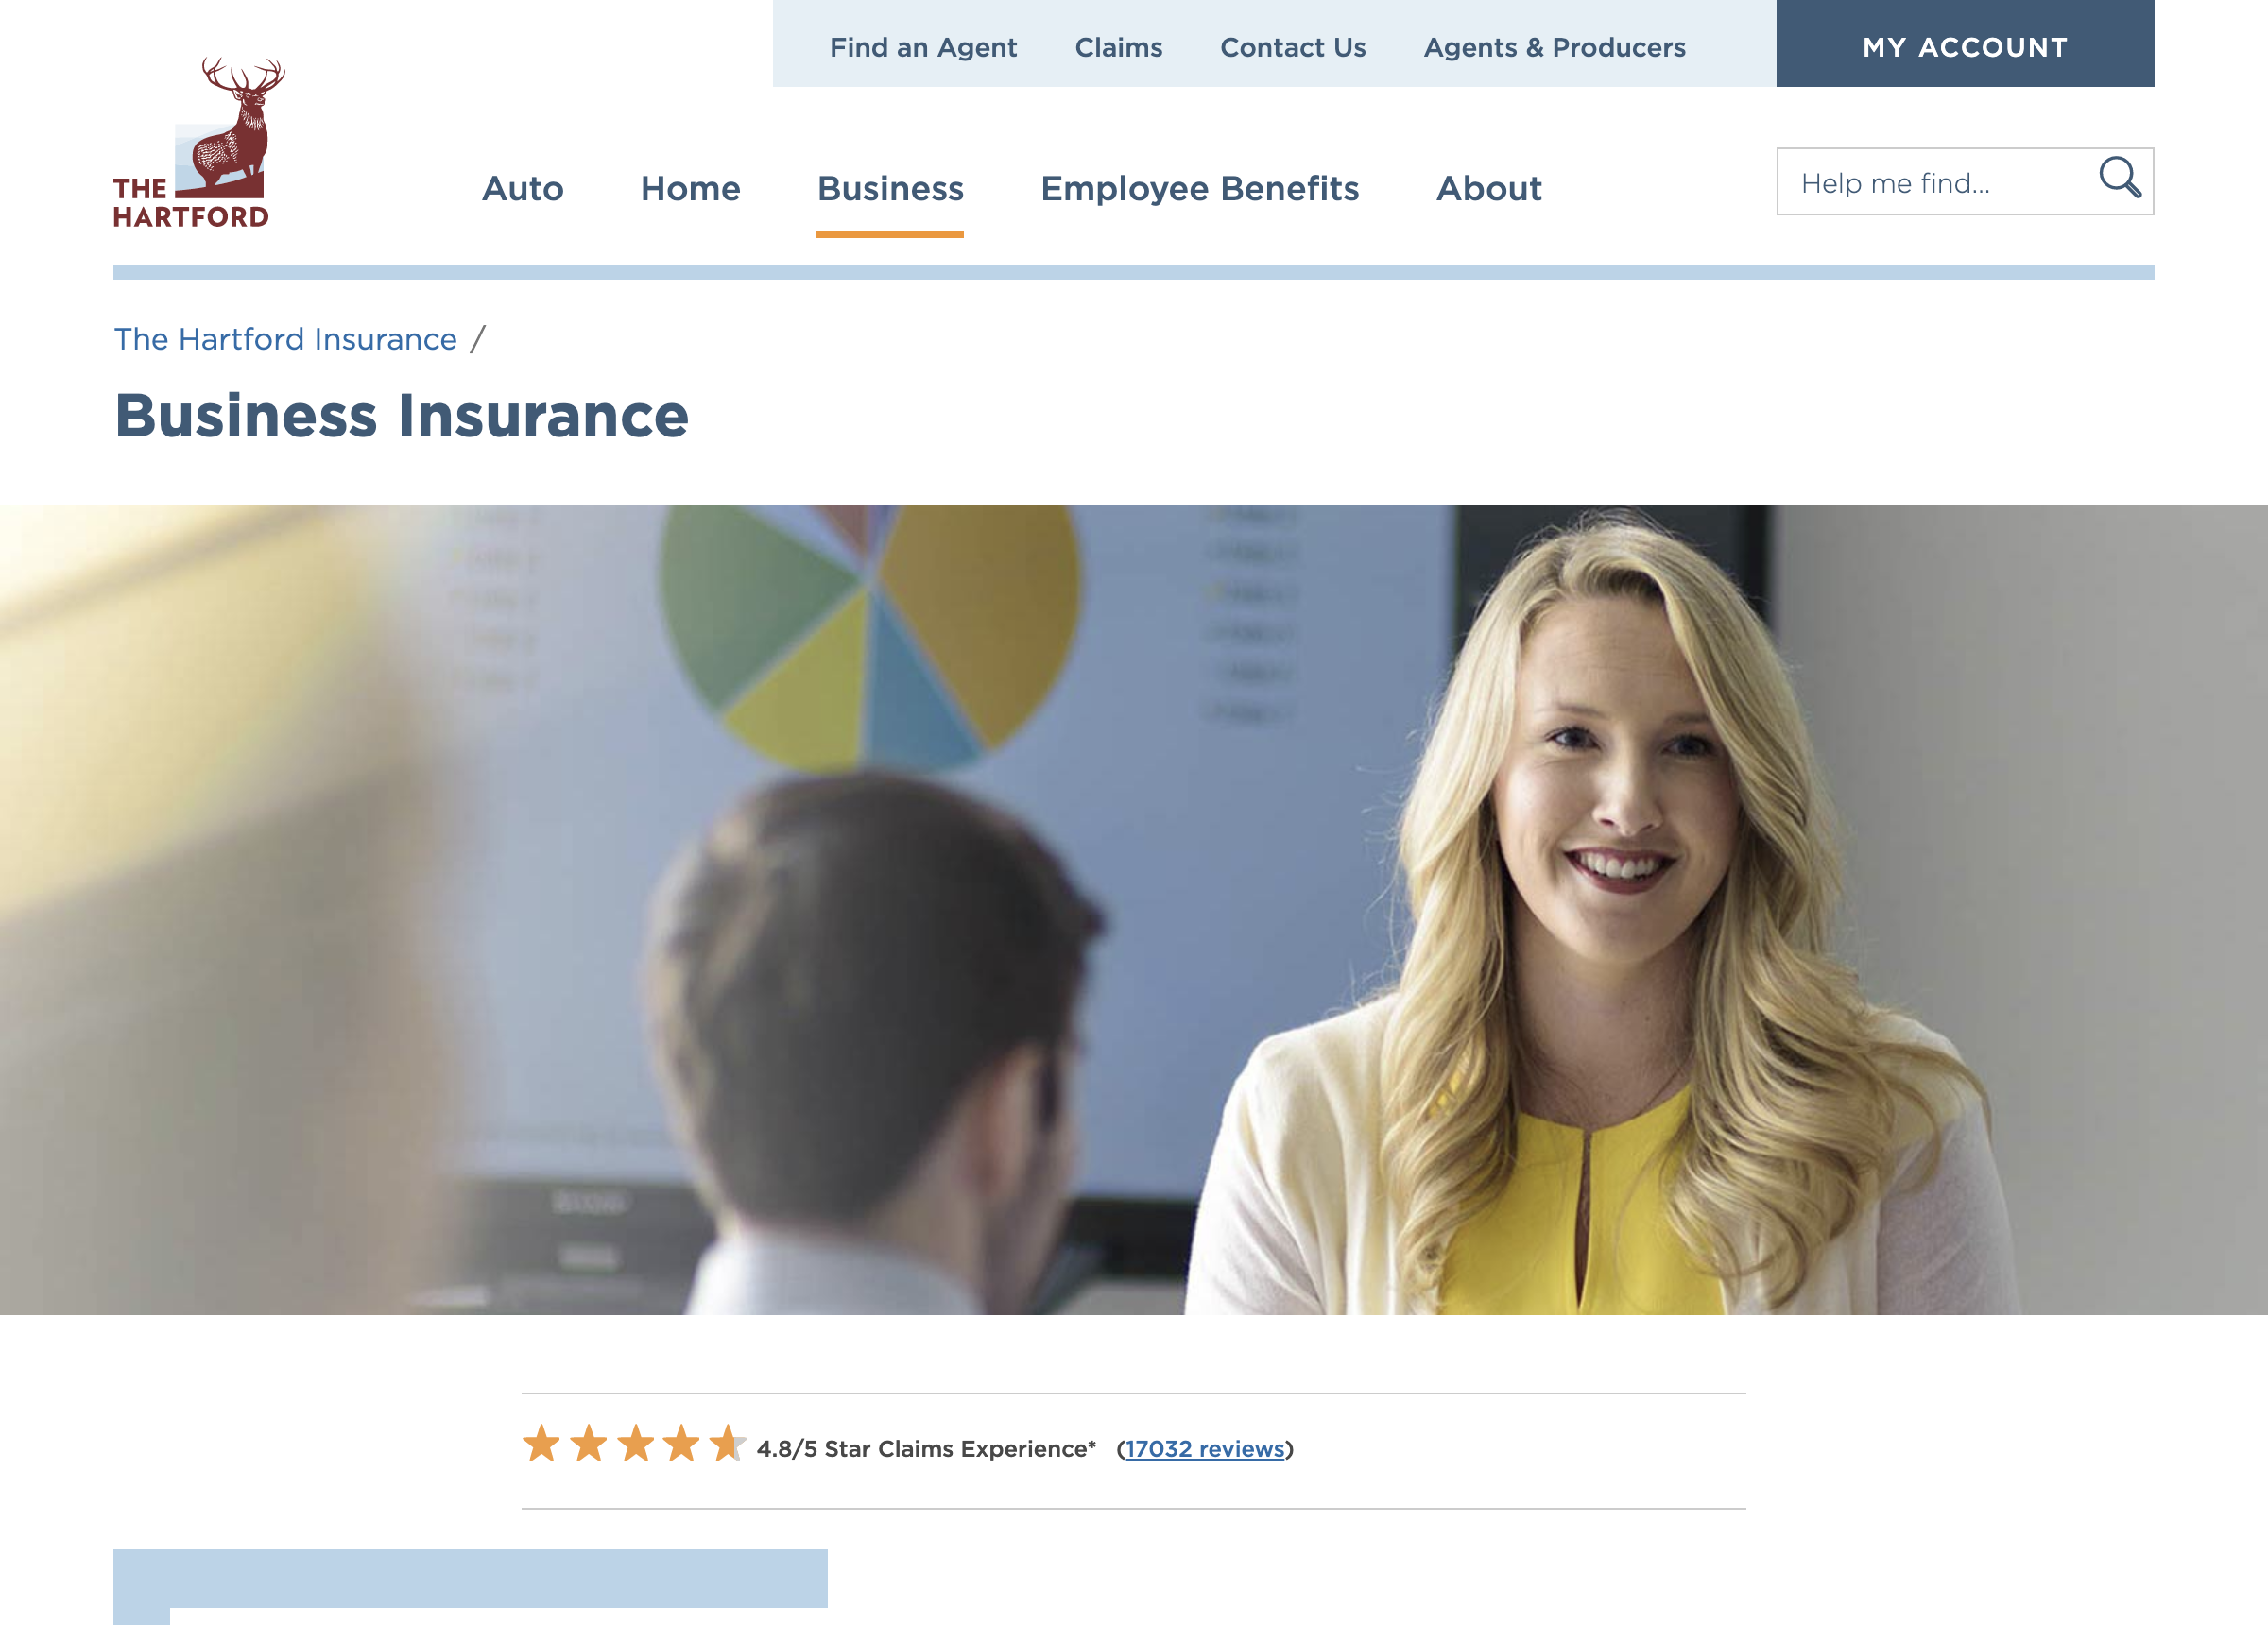 Find an Agent Claims Contact Us Agents & Producers MY ACCOUNT
THE
HARTFORD
Auto Home Business Employee Benefits About
Help me find...
The Hartford Insurance /
Business Insurance
4.8/5 Star Claims Experience* (17032 reviews)